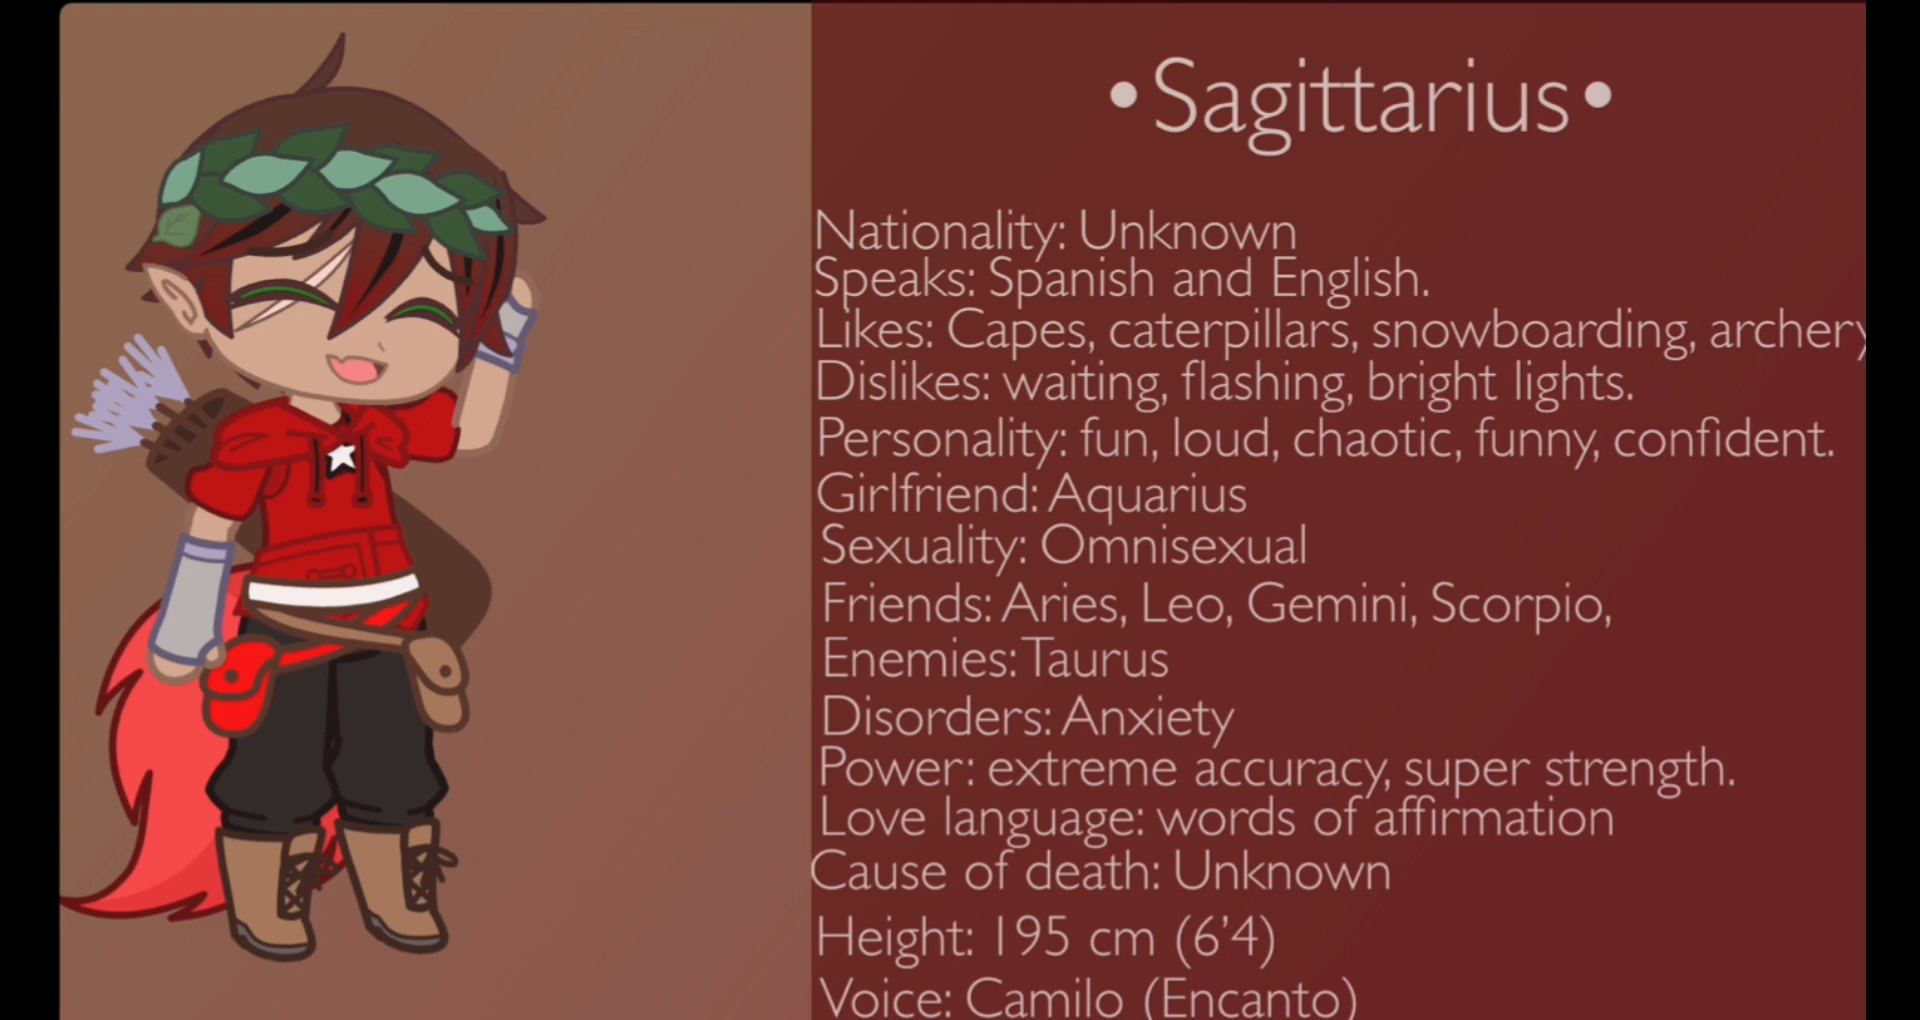 •Sagittarius•
Nationality: Unknown
Speaks: Spanish and English.
Likes: Capes, caterpillars, snowboarding, archery
Dislikes: waiting, flashing, bright lights.
Personality: fun, loud, chaotic, funny, confident.
Girlfriend: Aquarius
Sexuality: Omnisexual
Friends: Aries, Leo, Gemini, Scorpio,
Enemies: Taurus
Disorders: Anxiety
Power: extreme accuracy, super strength.
Love language: words of affirmation
Cause of death: Unknown
Height: 195 cm (6’4)
Voice: Camilo (Encanto)